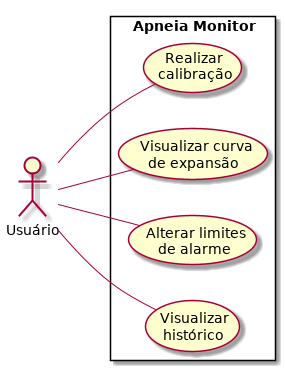 Apneia Monitor
Realizar
calibração
Visualizar curva
de expansão
Usuário
Alterar limites
de alarme
Visualizar
histórico